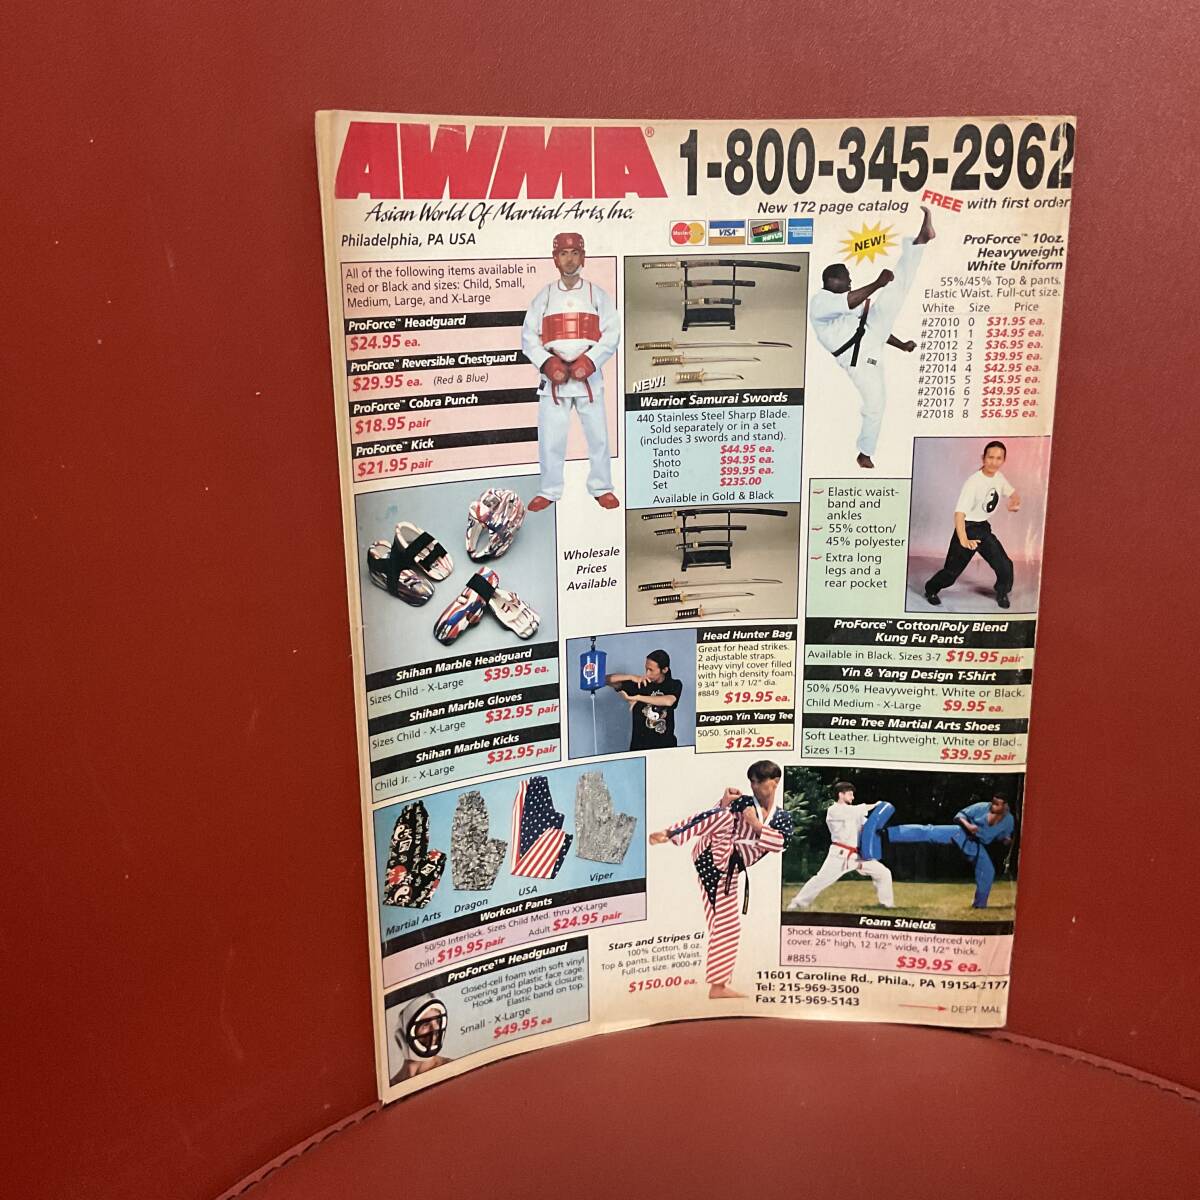 AWMA®
1-800-345-2962
Asian World Of Martial Arts, Inc.
New 172 page catalog FREE with first order
Philadelphia, PA USA
MasterCard VISA NOVUS
All of the following items available in
Red or Black and sizes: Child, Small,
Medium, Large, and X-Large
ProForce™ Headguard
$24.95 ea.
ProForce™ Reversible Chestguard
$29.95 ea. (Red & Blue)
ProForce™ Cobra Punch
$18.95 pair
ProForce™ Kick
$21.95 pair
NEW!
Warrior Samurai Swords
440 Stainless Steel Sharp Blade.
Sold separately or in a set
(includes 3 swords and stand).
Tanto $44.95 ea.
Shoto $94.95 ea.
Daito $99.95 ea.
Set $235.00
Available in Gold & Black
NEW!
ProForce™ 10oz.
Heavyweight
White Uniform
55%/45% Top & pants.
Elastic Waist. Full-cut size.
White Size Price
#27010 0 $31.95 ea.
#27011 1 $34.95 ea.
#27012 2 $36.95 ea.
#27013 3 $39.95 ea.
#27014 4 $42.95 ea.
#27015 5 $45.95 ea.
#27016 6 $49.95 ea.
#27017 7 $53.95 ea.
#27018 8 $56.95 ea.
Elastic waist-
band and
ankles
55% cotton/
45% polyester
Extra long
legs and a
rear pocket
Wholesale
Prices
Available
Shihan Marble Headguard
Sizes Child - X-Large $39.95 ea.
Shihan Marble Gloves
Sizes Child - X-Large $32.95 pair
Shihan Marble Kicks
Child Jr. - X-Large $32.95 pair
Head Hunter Bag
Great for head strikes.
2 adjustable straps.
Heavy vinyl cover filled
with high density foam.
9 3/4" tall x 7 1/2" dia.
#8849 $19.95 ea.
Dragon Yin Yang Tee
50/50. Small-XL.
$12.95 ea.
ProForce™ Cotton/Poly Blend
Kung Fu Pants
Available in Black. Sizes 3-7 $19.95 pair
Yin & Yang Design T-Shirt
50% /50% Heavyweight. White or Black.
Child Medium - X-Large $9.95 ea.
Pine Tree Martial Arts Shoes
Soft Leather. Lightweight. White or Black.
Sizes 1-13 $39.95 pair
Martial Arts Dragon USA Viper
Workout Pants
50/50 Interlock. Sizes Child Med. thru XX-Large
Child $19.95 pair Adult $24.95 pair
ProForce™ Headguard
Closed-cell foam with soft vinyl
covering and plastic face cage.
Hook and loop back closure.
Elastic band on top.
Small - X-Large
$49.95 ea
Stars and Stripes Gi
100% Cotton, 8 oz.
Top & pants. Elastic Waist.
Full-cut size. #000-#7
$150.00 ea.
Foam Shields
Shock absorbent foam with reinforced vinyl
cover. 26" high, 12 1/2" wide, 4 1/2" thick.
#8855 $39.95 ea.
11601 Caroline Rd., Phila., PA 19154-2177
Tel: 215-969-3500
Fax 215-969-5143
DEPT MAL